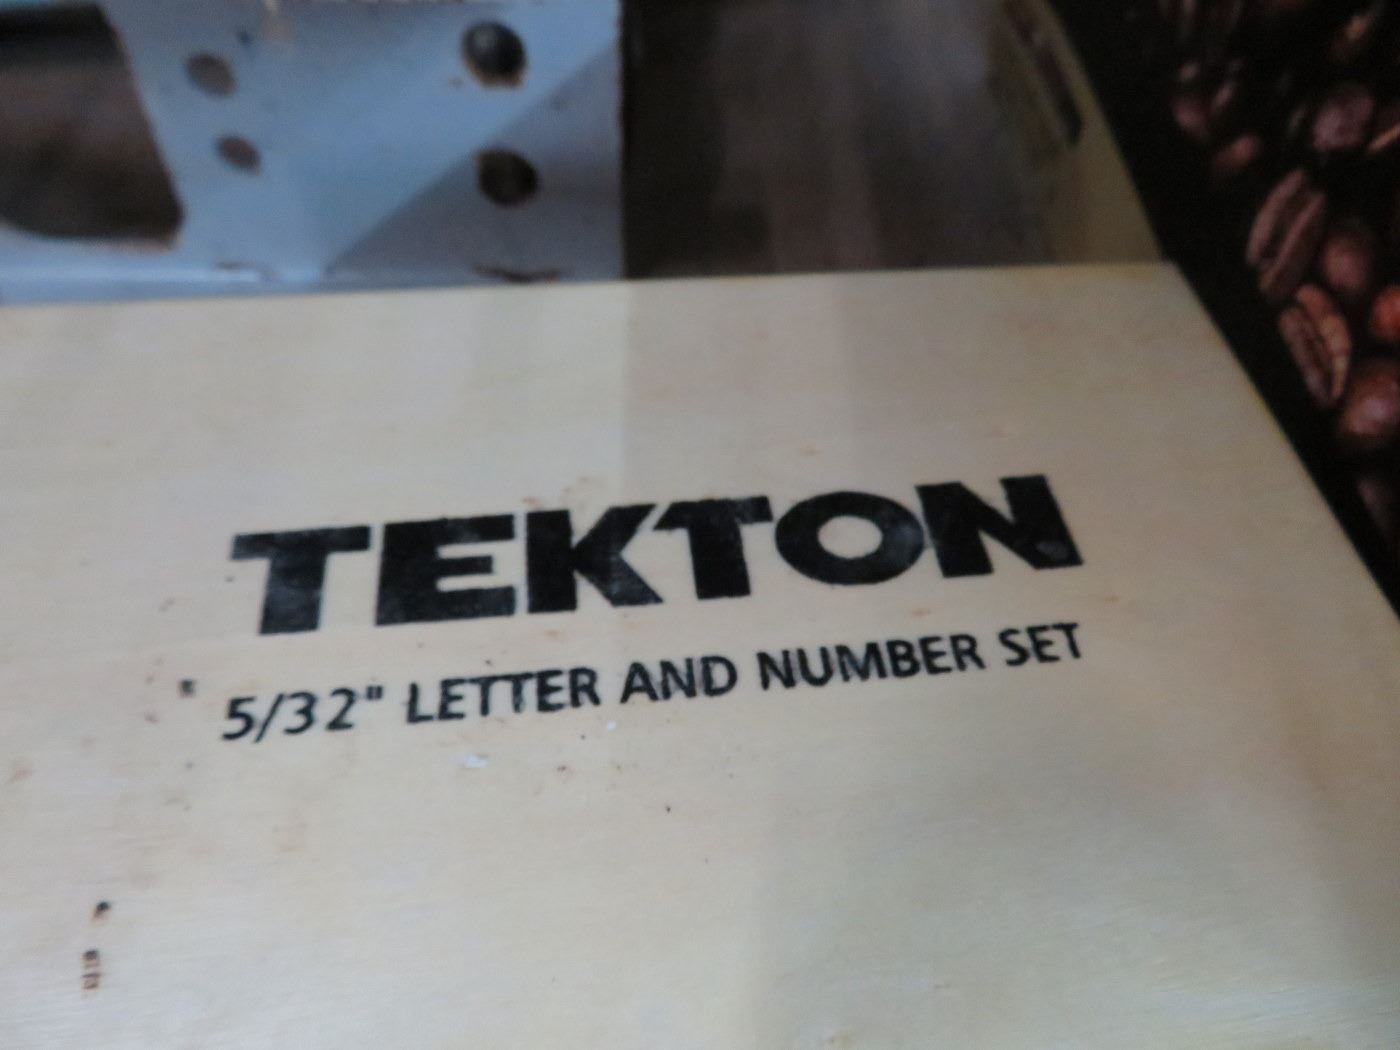 TEKTON
5/32" LETTER AND NUMBER SET